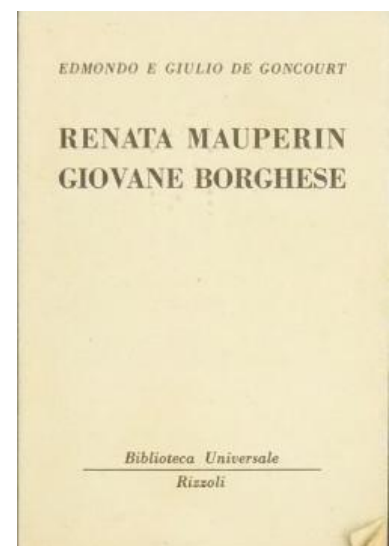 EDMONDO E GIULIO DE GONCOURT
RENATA MAUPERIN
GIOVANE BORGHESE
Biblioteca Universale
Rizzoli